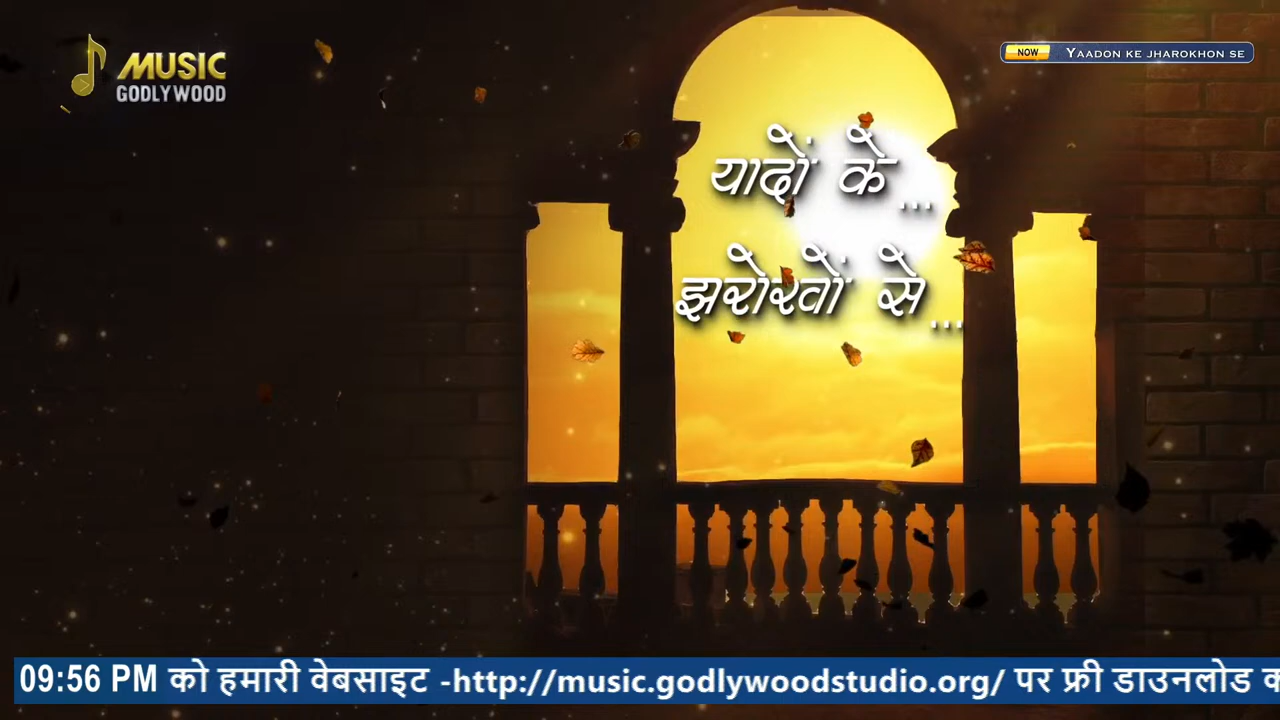 MUSIC
GODLYWOOD
NOW YAADON KE JHAROKHON SE
यादों के...
झरोखों से...
09:56 PM को हमारी वेबसाइट -http://music.godlywoodstudio.org/ पर फ्री डाउनलोड